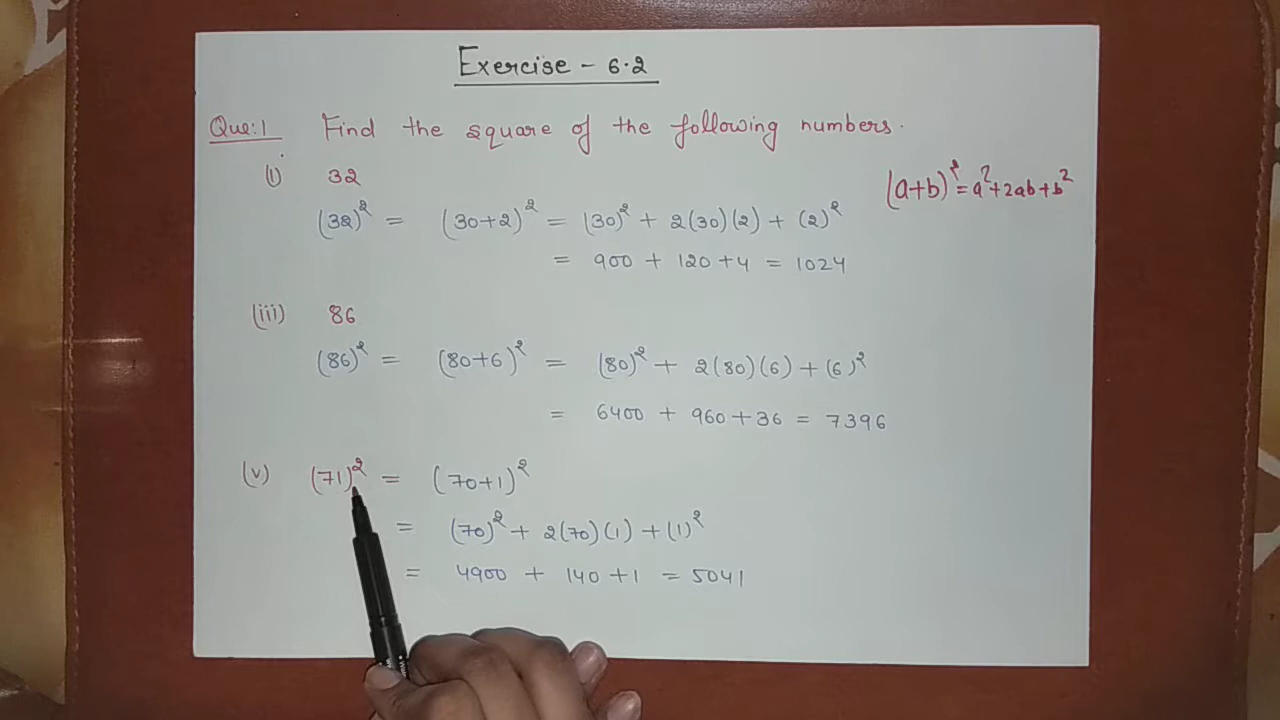 Exercise - 6.2
Que:1 Find the square of the following numbers.
(i) 32
(a+b)² = a²+2ab+b²
(32)² = (30+2)² = (30)² + 2(30)(2) + (2)²
= 900 + 120 +4 = 1024
(iii) 86
(86)² = (80+6)² = (80)² + 2(80)(6) + (6)²
= 6400 + 960+36 = 7396
(v) (71)² = (70+1)²
= (70)² + 2(70)(1) + (1)²
= 4900 + 140 +1 = 5041